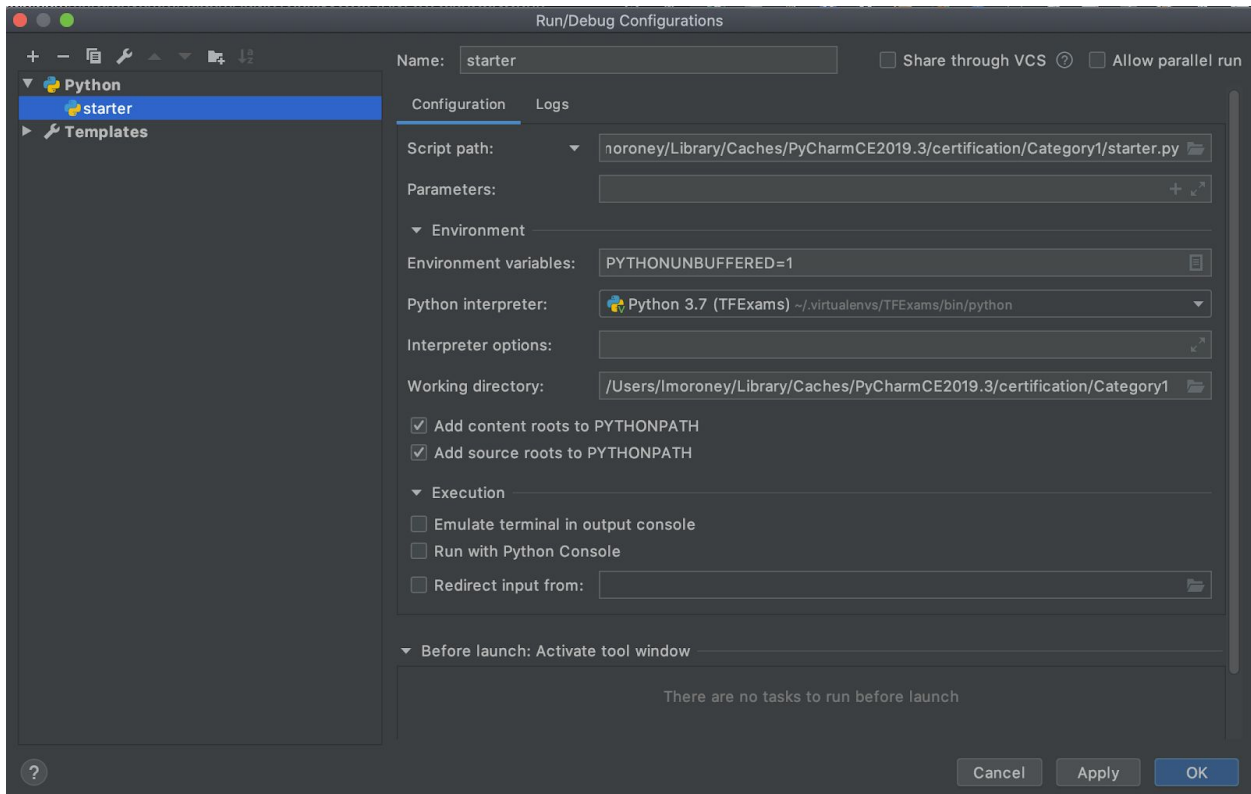 Run/Debug Configurations
Name: starter Share through VCS ? Allow parallel run
Python
starter
Templates
Configuration Logs
Script path: moroney/Library/Caches/PyCharmCE2019.3/certification/Category1/starter.py
Parameters:
Environment
Environment variables: PYTHONUNBUFFERED=1
Python interpreter: Python 3.7 (TFExams) ~/.virtualenvs/TFExams/bin/python
Interpreter options:
Working directory: /Users/lmoroney/Library/Caches/PyCharmCE2019.3/certification/Category1
Add content roots to PYTHONPATH
Add source roots to PYTHONPATH
Execution
Emulate terminal in output console
Run with Python Console
Redirect input from:
Before launch: Activate tool window
There are no tasks to run before launch
? Cancel Apply OK